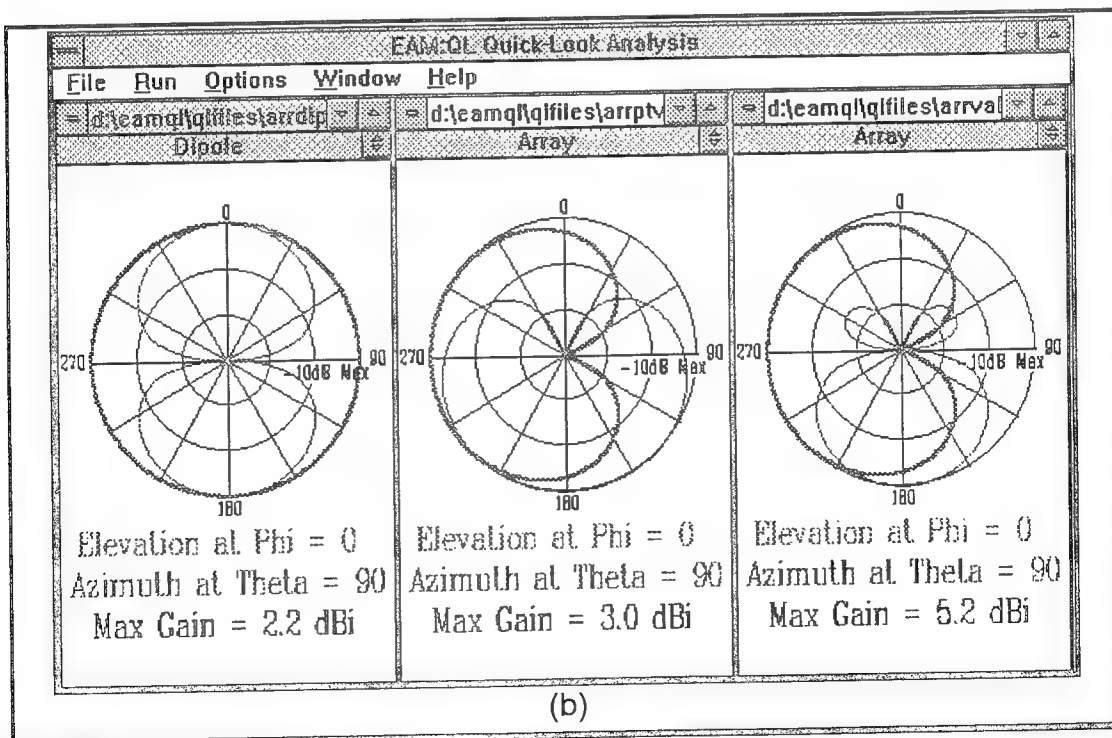 EAM:QL Quick-Look Analysis
File Run Options Window Help
d:\eamql\qlfiles\arrdip
Dipole
0
270
90
-10dB Max
180
Elevation at Phi = 0
Azimuth at Theta = 90
Max Gain = 2.2 dBi
d:\eamql\qlfiles\arrptv
Array
0
270
90
-10dB Max
180
Elevation at Phi = 0
Azimuth at Theta = 90
Max Gain = 3.0 dBi
d:\eamql\qlfiles\arrval
Array
0
270
90
-10dB Max
180
Elevation at Phi = 0
Azimuth at Theta = 90
Max Gain = 5.2 dBi
(b)